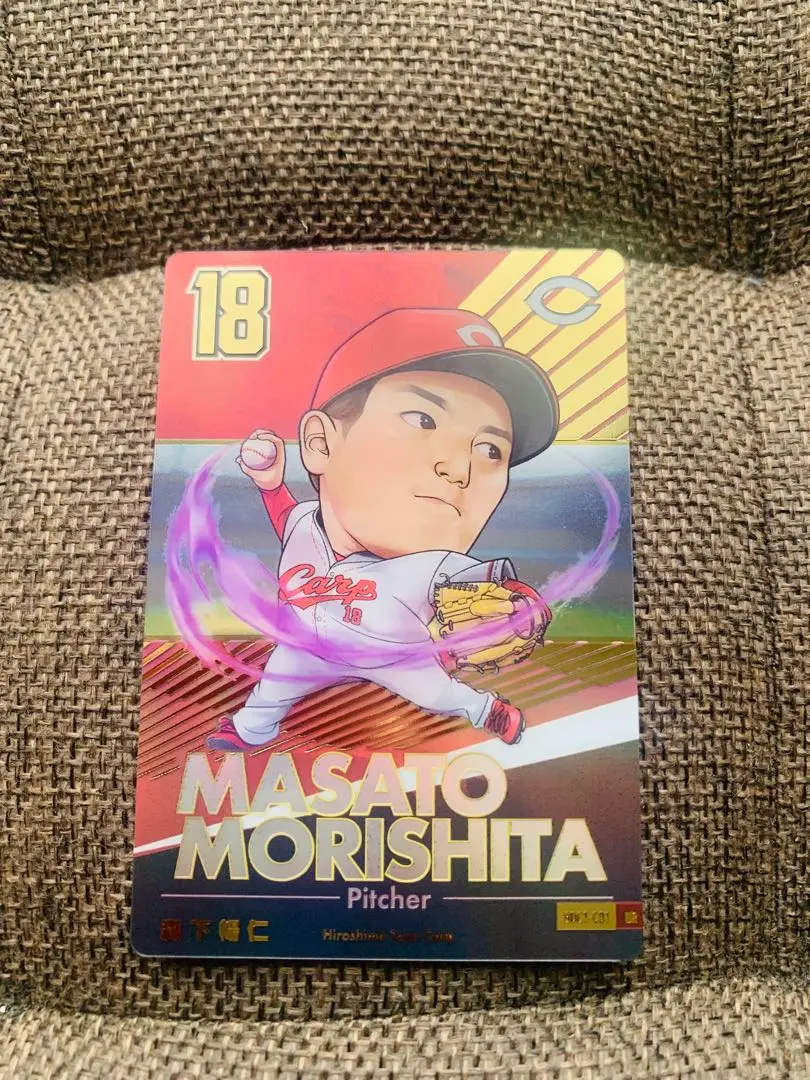 18
Carp
18
MASATO
MORISHITA
Pitcher
森下暢仁
Hiroshima Toyo Carp